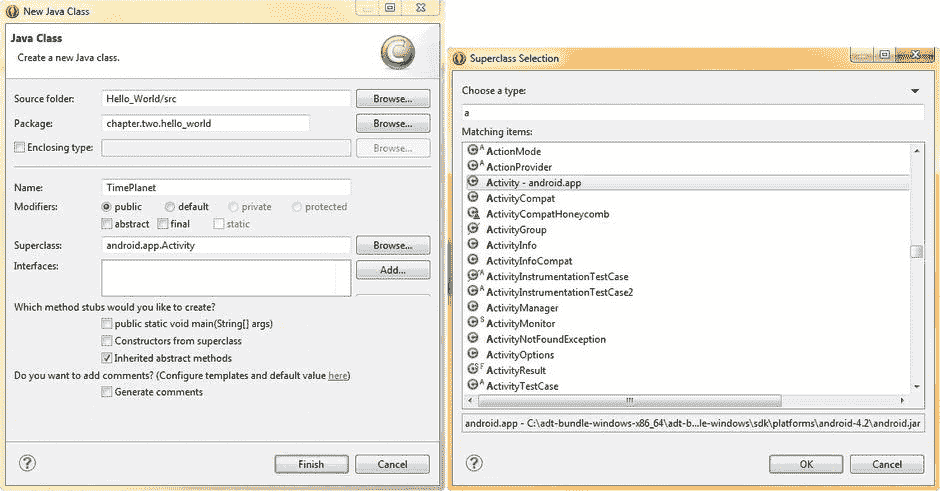 New Java Class
Java Class
Create a new Java class.
Source folder: Hello_World/src Browse...
Package: chapter.two.hello_world Browse...
Enclosing type: Browse...
Name: TimePlanet
Modifiers: public default private protected
abstract final static
Superclass: android.app.Activity Browse...
Interfaces: Add...
Which method stubs would you like to create?
public static void main(String[] args)
Constructors from superclass
Inherited abstract methods
Do you want to add comments? (Configure templates and default value here)
Generate comments
? Finish Cancel
Superclass Selection
Choose a type:
a
Matching items:
ActionMode
ActionProvider
Activity - android.app
ActivityCompat
ActivityCompatHoneycomb
ActivityGroup
ActivityInfo
ActivityInfoCompat
ActivityInstrumentationTestCase
ActivityInstrumentationTestCase2
ActivityManager
ActivityMonitor
ActivityNotFoundException
ActivityOptions
ActivityResult
ActivityTestCase
android.app - C:\adt-bundle-windows-x86_64\adt-b...le-windows\sdk\platforms\android-4.2\android.jar
? OK Cancel